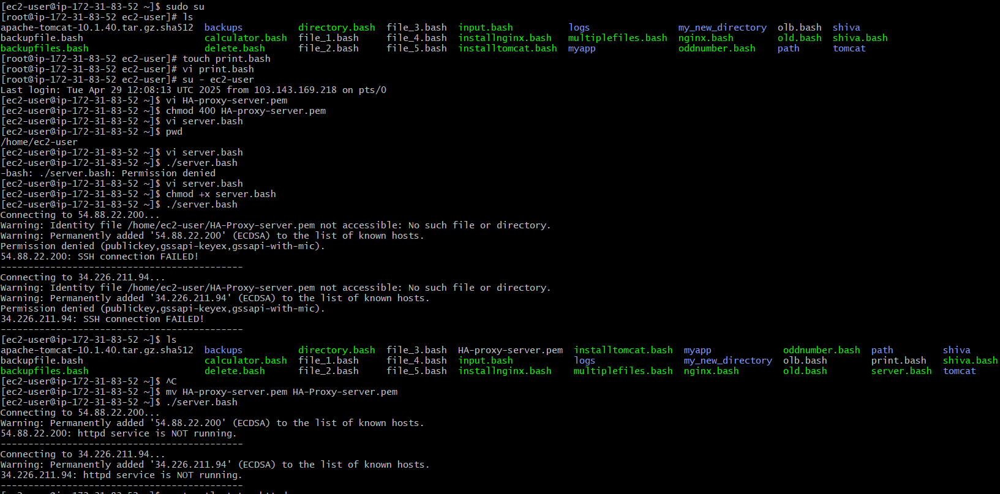 [ec2-user@ip-172-31-83-52 ~]$ sudo su
[root@ip-172-31-83-52 ec2-user]# ls
apache-tomcat-10.1.40.tar.gz.sha512  backups  directory.bash  file_3.bash  input.bash  logs  my_new_directory  olb.bash  shiva
backupfile.bash  calculator.bash  file_1.bash  file_4.bash  installnginx.bash  multiplefiles.bash  nginx.bash  old.bash  shiva.bash
backupfiles.bash  delete.bash  file_2.bash  file_5.bash  installtomcat.bash  myapp  oddnumber.bash  path  tomcat
[root@ip-172-31-83-52 ec2-user]# touch print.bash
[root@ip-172-31-83-52 ec2-user]# vi print.bash
[root@ip-172-31-83-52 ec2-user]# su - ec2-user
Last login: Tue Apr 29 12:08:13 UTC 2025 from 103.143.169.218 on pts/0
[ec2-user@ip-172-31-83-52 ~]$ vi HA-proxy-server.pem
[ec2-user@ip-172-31-83-52 ~]$ chmod 400 HA-proxy-server.pem
[ec2-user@ip-172-31-83-52 ~]$ vi server.bash
[ec2-user@ip-172-31-83-52 ~]$ pwd
/home/ec2-user
[ec2-user@ip-172-31-83-52 ~]$ vi server.bash
[ec2-user@ip-172-31-83-52 ~]$ ./server.bash
-bash: ./server.bash: Permission denied
[ec2-user@ip-172-31-83-52 ~]$ vi server.bash
[ec2-user@ip-172-31-83-52 ~]$ chmod +x server.bash
[ec2-user@ip-172-31-83-52 ~]$ ./server.bash
Connecting to 54.88.22.200...
Warning: Identity file /home/ec2-user/HA-Proxy-server.pem not accessible: No such file or directory.
Warning: Permanently added '54.88.22.200' (ECDSA) to the list of known hosts.
Permission denied (publickey,gssapi-keyex,gssapi-with-mic).
54.88.22.200: SSH connection FAILED!
--------------------------------------------
Connecting to 34.226.211.94...
Warning: Identity file /home/ec2-user/HA-Proxy-server.pem not accessible: No such file or directory.
Warning: Permanently added '34.226.211.94' (ECDSA) to the list of known hosts.
Permission denied (publickey,gssapi-keyex,gssapi-with-mic).
34.226.211.94: SSH connection FAILED!
--------------------------------------------
[ec2-user@ip-172-31-83-52 ~]$ ls
apache-tomcat-10.1.40.tar.gz.sha512  backups  directory.bash  file_3.bash  HA-proxy-server.pem  installtomcat.bash  myapp  oddnumber.bash  path  shiva
backupfile.bash  calculator.bash  file_1.bash  file_4.bash  input.bash  logs  my_new_directory  olb.bash  print.bash  shiva.bash
backupfiles.bash  delete.bash  file_2.bash  file_5.bash  installnginx.bash  multiplefiles.bash  nginx.bash  old.bash  server.bash  tomcat
[ec2-user@ip-172-31-83-52 ~]$ ^C
[ec2-user@ip-172-31-83-52 ~]$ mv HA-proxy-server.pem HA-Proxy-server.pem
[ec2-user@ip-172-31-83-52 ~]$ ./server.bash
Connecting to 54.88.22.200...
Warning: Permanently added '54.88.22.200' (ECDSA) to the list of known hosts.
54.88.22.200: httpd service is NOT running.
--------------------------------------------
Connecting to 34.226.211.94...
Warning: Permanently added '34.226.211.94' (ECDSA) to the list of known hosts.
34.226.211.94: httpd service is NOT running.
--------------------------------------------